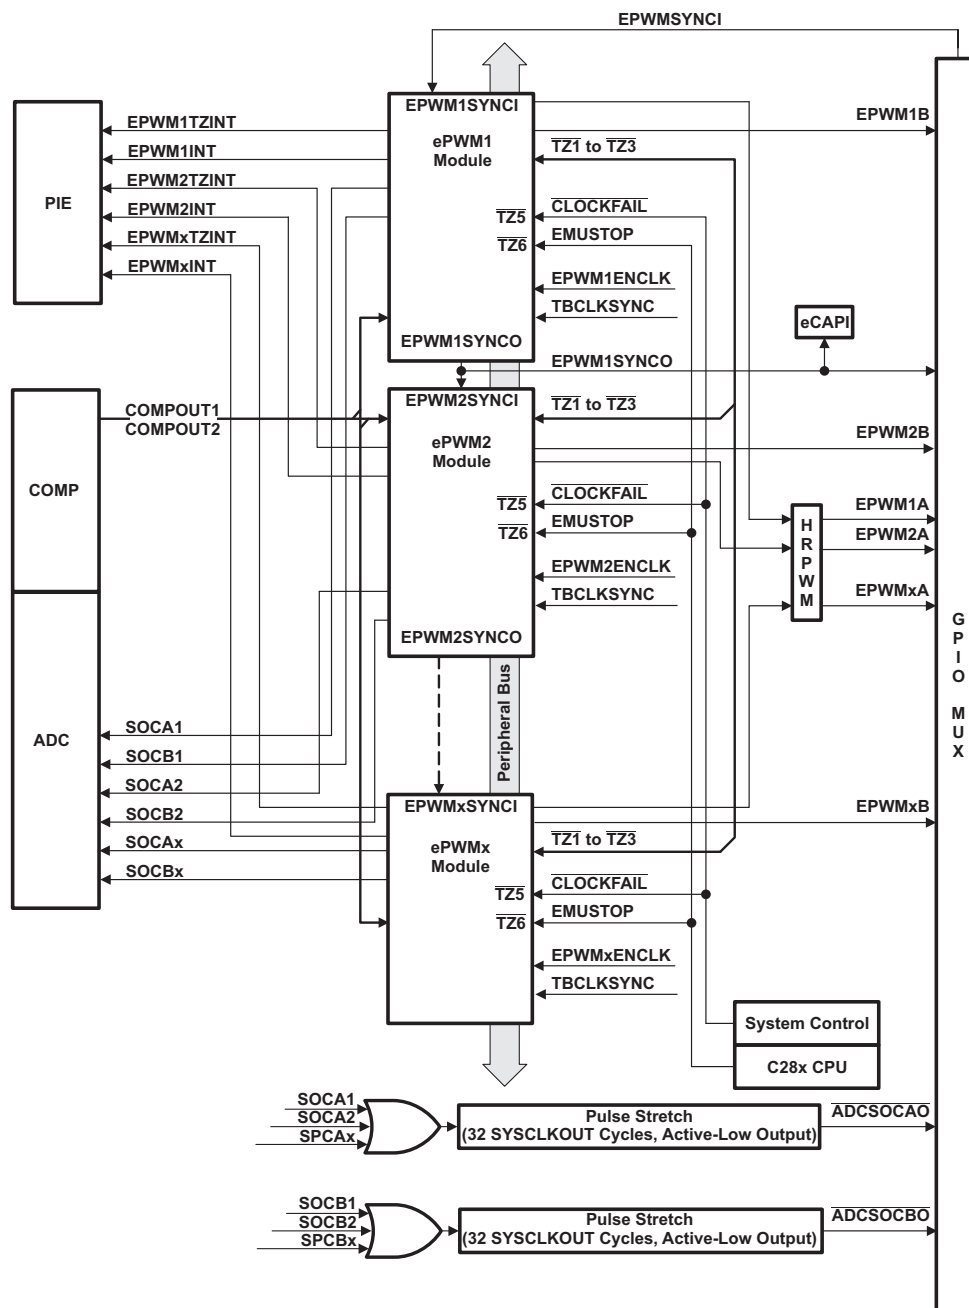 EPWMSYNCI
EPWM1SYNCI
EPWM1B
EPWM1TZINT
ePWM1
Module
TZ1 to TZ3
EPWM1INT
EPWM2TZINT
PIE
TZ5
CLOCKFAIL
EPWM2INT
EPWMxTZINT
TZ6
EMUSTOP
EPWMxINT
EPWM1ENCLK
TBCLKSYNC
eCAPI
EPWM1SYNCO
EPWM1SYNCO
EPWM2SYNCI
TZ1 to TZ3
COMPOUT1
COMPOUT2
ePWM2
Module
EPWM2B
COMP
TZ5
CLOCKFAIL
EPWM1A
TZ6
EMUSTOP
HRPWM
EPWM2A
EPWM2ENCLK
EPWMxA
TBCLKSYNC
EPWM2SYNCO
GPIO MUX
Peripheral Bus
ADC
SOCA1
SOCB1
SOCA2
SOCB2
SOCAx
SOCBx
EPWMxSYNCI
EPWMxB
ePWMx
Module
TZ1 to TZ3
TZ5
CLOCKFAIL
TZ6
EMUSTOP
EPWMxENCLK
TBCLKSYNC
System Control
C28x CPU
SOCA1
SOCA2
SPCAx
Pulse Stretch
(32 SYSCLKOUT Cycles, Active-Low Output)
ADCSOCAO
SOCB1
SOCB2
SPCBx
Pulse Stretch
(32 SYSCLKOUT Cycles, Active-Low Output)
ADCSOCBO